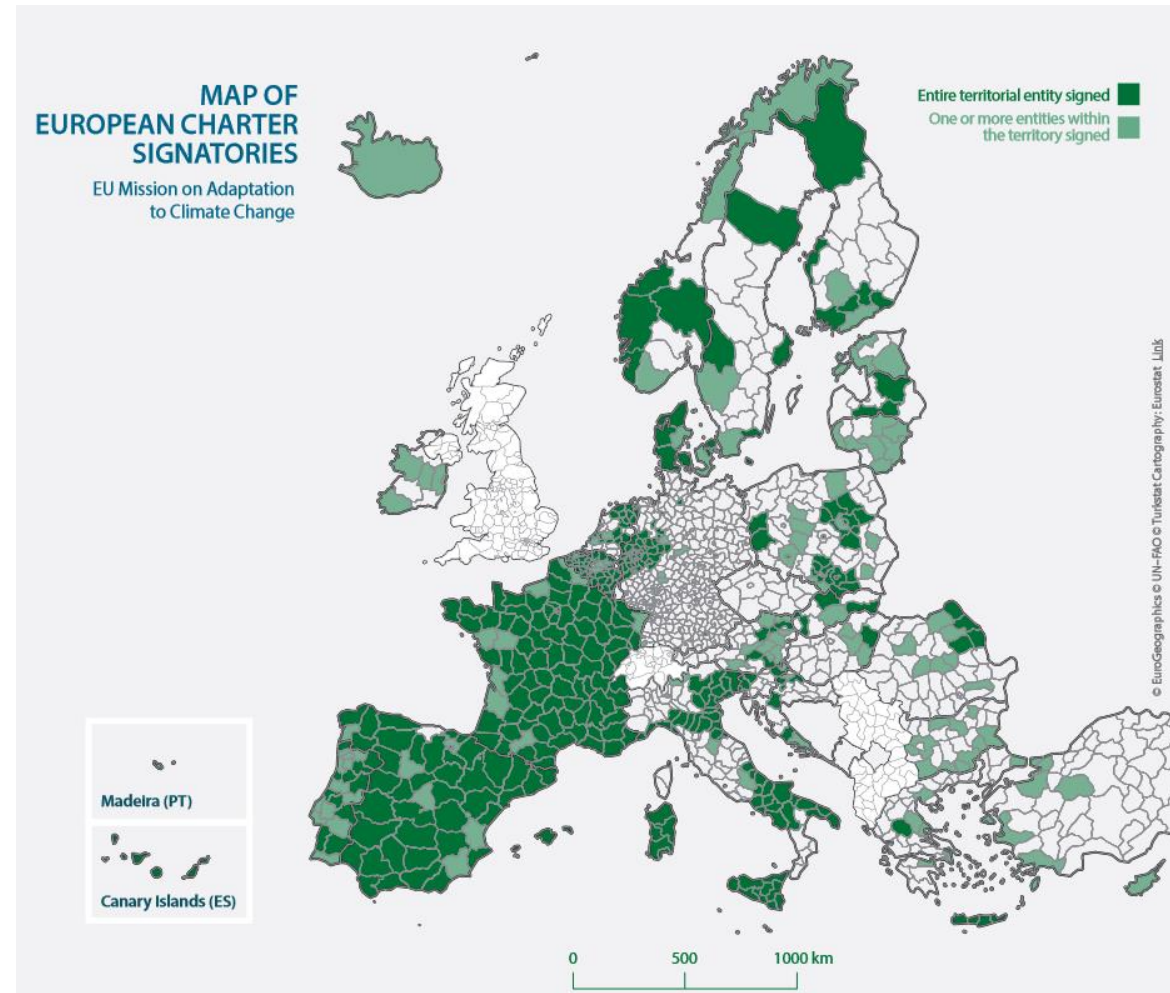 MAP OF
EUROPEAN CHARTER
SIGNATORIES
EU Mission on Adaptation
to Climate Change
Entire territorial entity signed
One or more entities within
the territory signed
Madeira (PT)
Canary Islands (ES)
0 500 1000 km
© EuroGeographics © UN–FAO © Turkstat Cartography: Eurostat Link